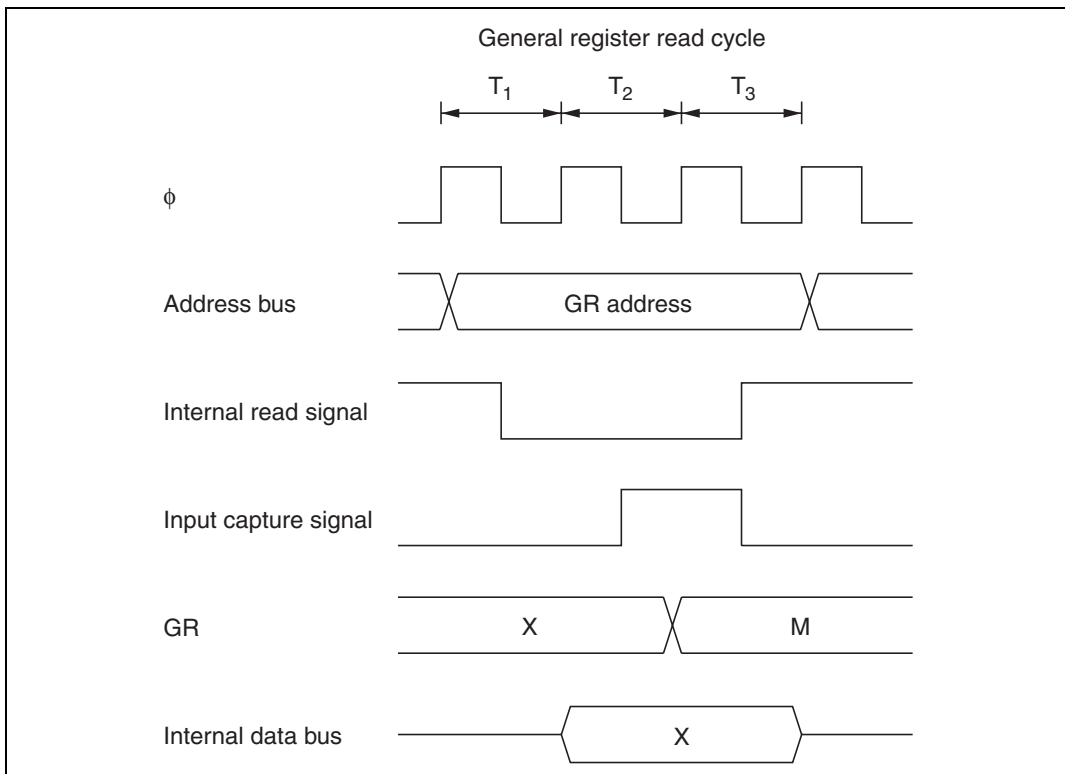 General register read cycle
T1 T2 T3
ϕ
Address bus GR address
Internal read signal
Input capture signal
GR X M
Internal data bus X